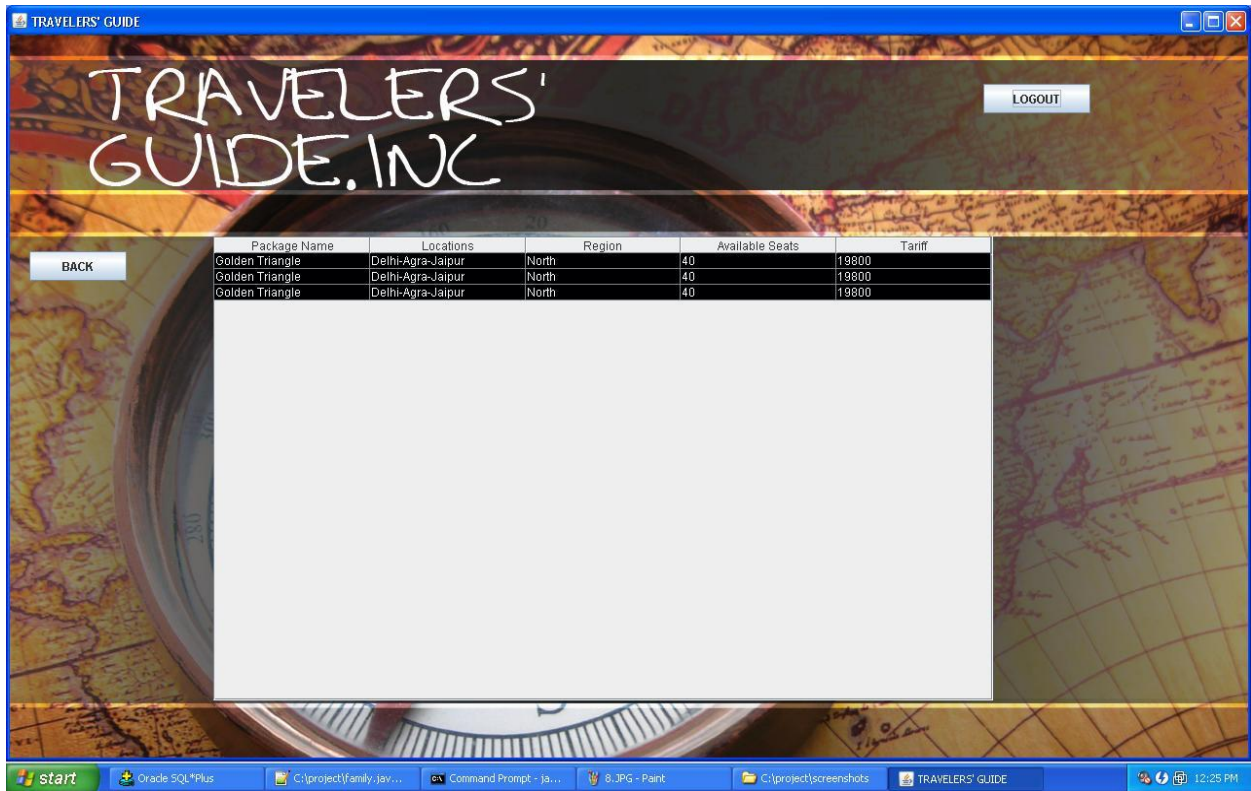 TRAVELERS' GUIDE
TRAVELERS'
GUIDE.INC
LOGOUT
BACK
Package Name Locations Region Available Seats Tariff
Golden Triangle Delhi-Agra-Jaipur North 40 19800
Golden Triangle Delhi-Agra-Jaipur North 40 19800
Golden Triangle Delhi-Agra-Jaipur North 40 19800
20
280
start Oracle SQL*Plus C:\project\family.jav... Command Prompt - ja... 8.JPG - Paint C:\project\screenshots TRAVELERS' GUIDE 12:25 PM